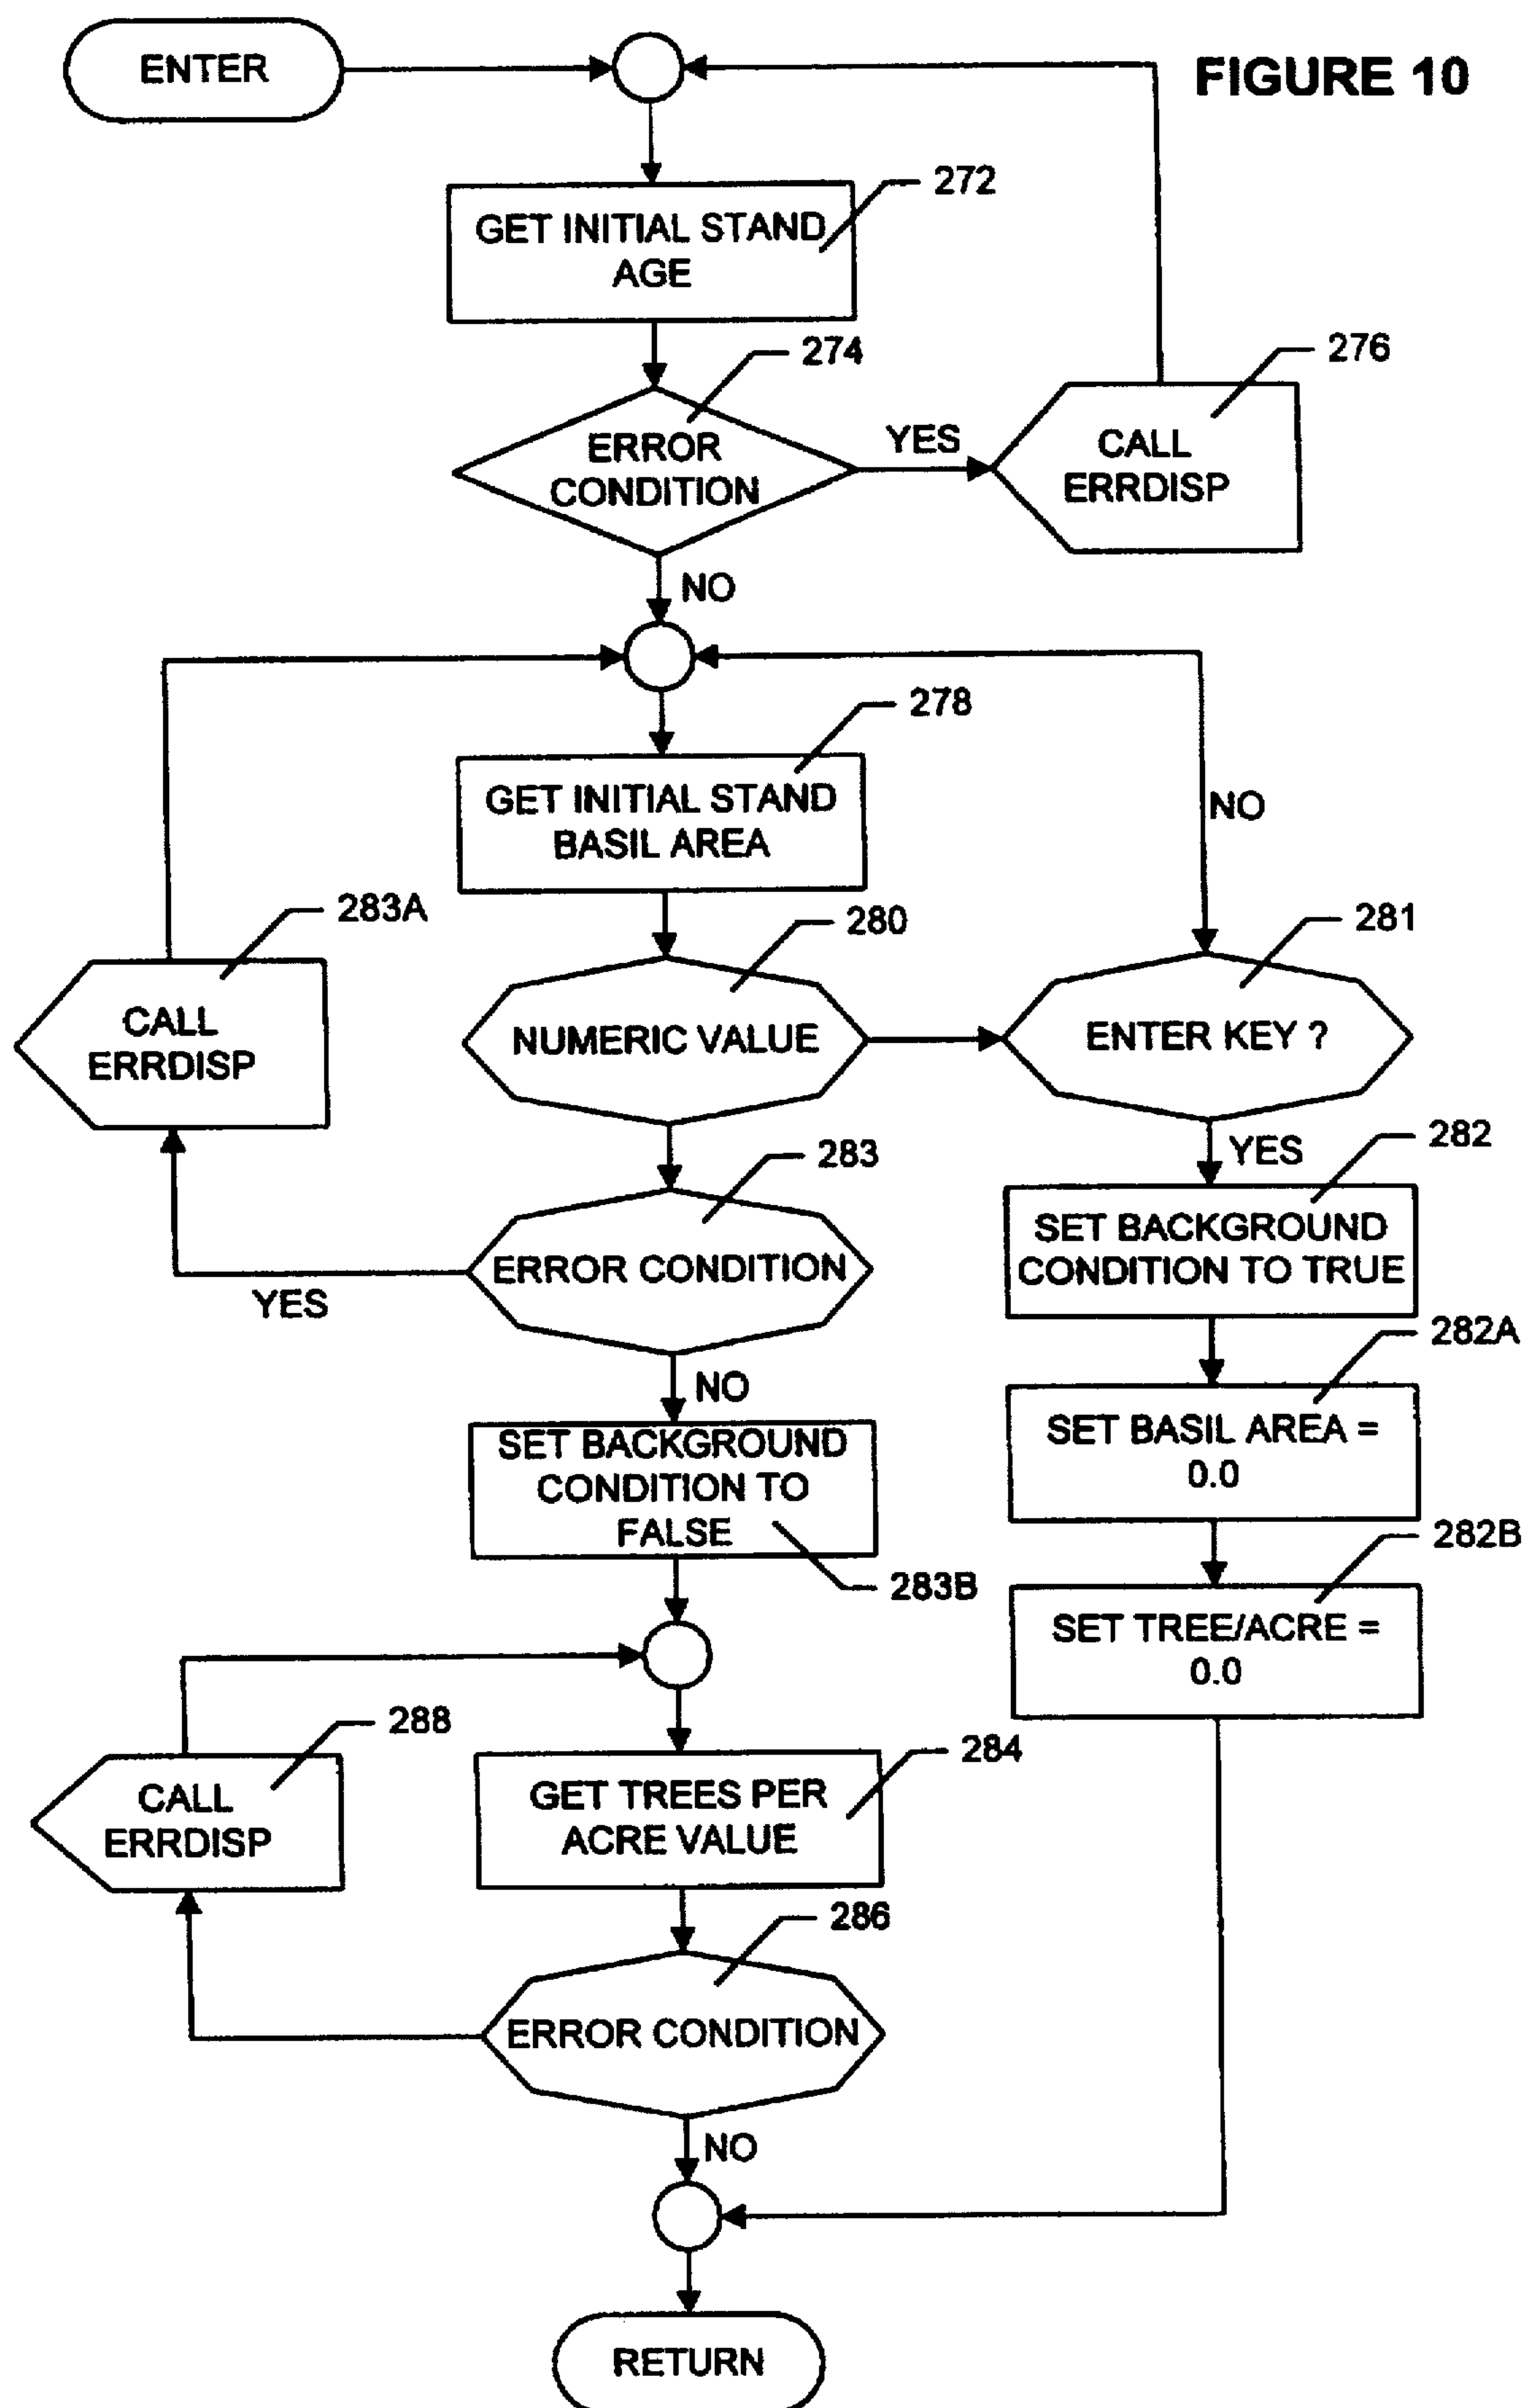 ENTER
FIGURE 10
272
GET INITIAL STAND
AGE
274
276
ERROR
CONDITION
YES
CALL
ERRDISP
NO
278
GET INITIAL STAND
BASIL AREA
NO
283A
280
281
CALL
ERRDISP
NUMERIC VALUE
ENTER KEY ?
283
YES
282
ERROR CONDITION
YES
SET BACKGROUND
CONDITION TO TRUE
282A
NO
SET BACKGROUND
CONDITION TO
FALSE
283B
SET BASIL AREA =
0.0
282B
SET TREE/ACRE =
0.0
288
284
CALL
ERRDISP
GET TREES PER
ACRE VALUE
286
ERROR CONDITION
NO
RETURN